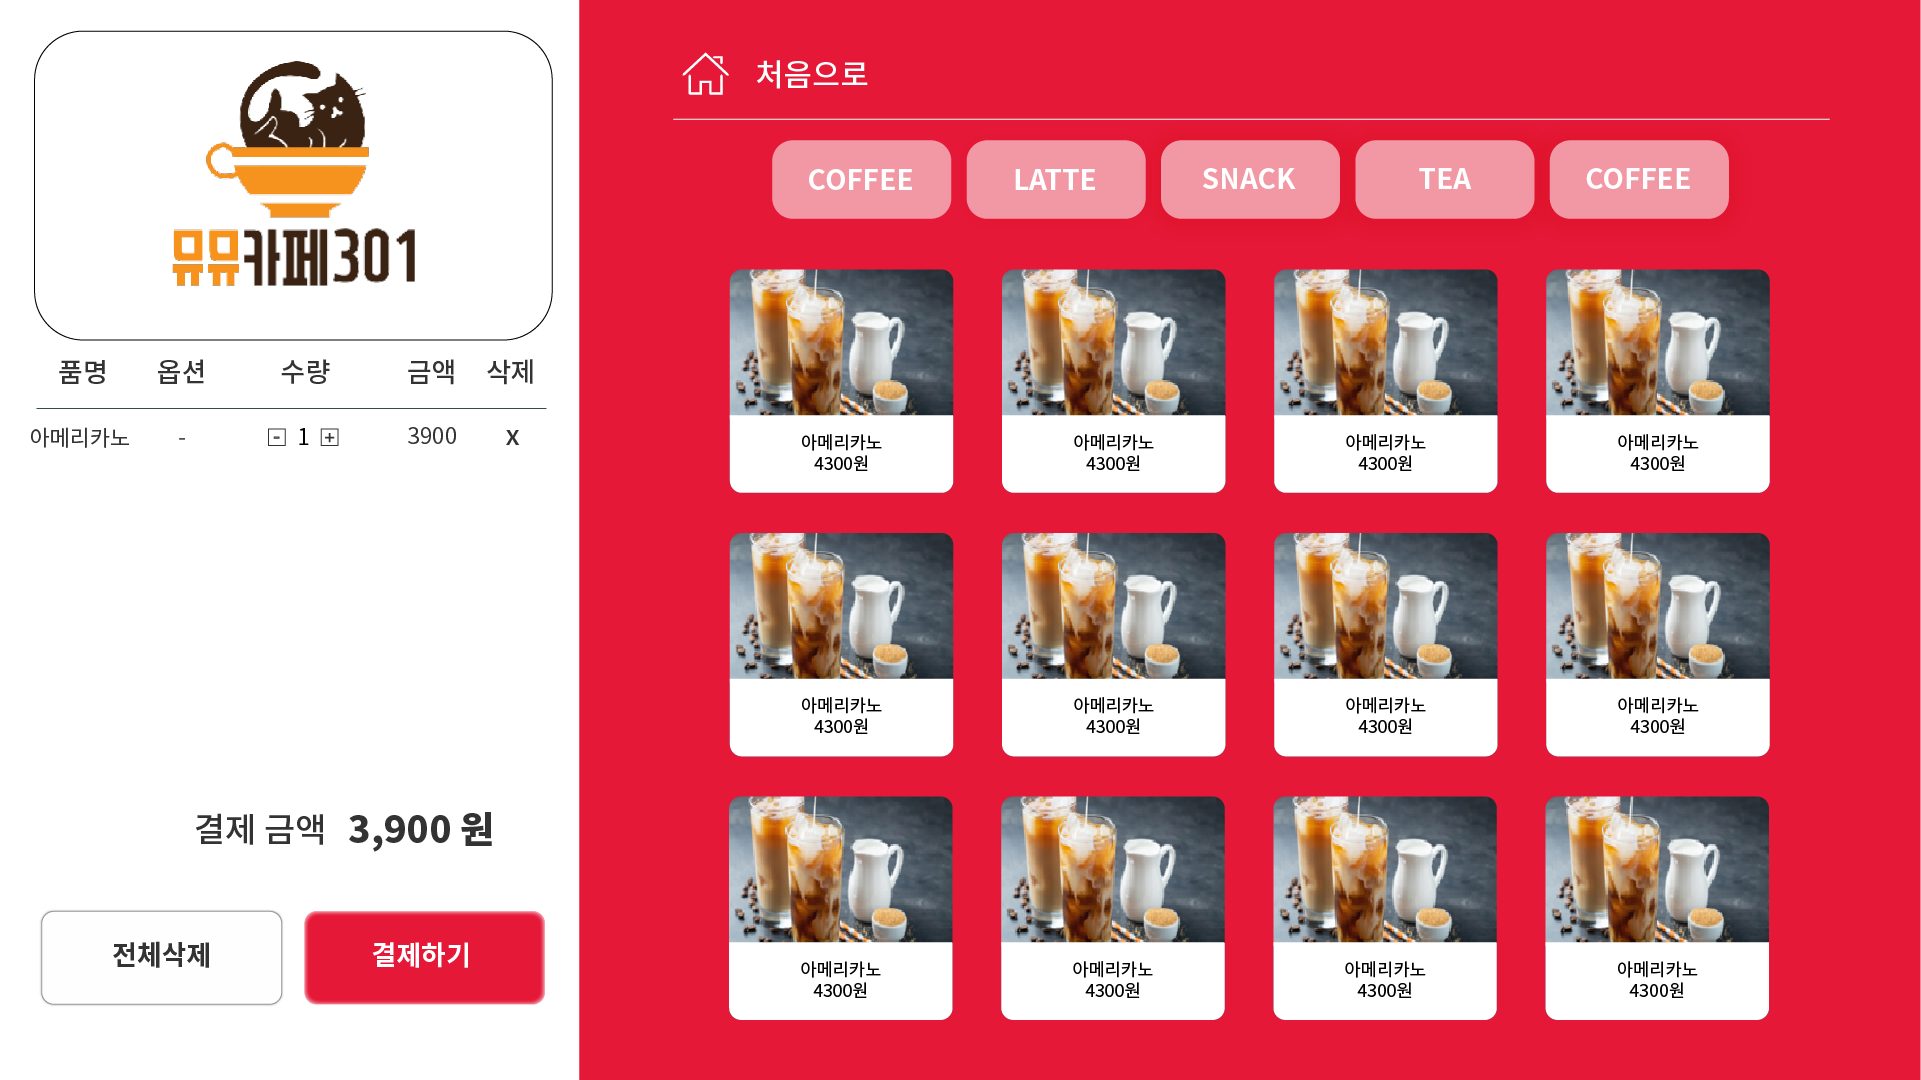 뮤뮤카페301
품명 옵션 수량 금액 삭제
아메리카노 - - 1 + 3900 X
결제 금액 3,900 원
전체삭제 결제하기
처음으로
COFFEE LATTE SNACK TEA COFFEE
아메리카노 아메리카노 아메리카노 아메리카노
4300원 4300원 4300원 4300원
아메리카노 아메리카노 아메리카노 아메리카노
4300원 4300원 4300원 4300원
아메리카노 아메리카노 아메리카노 아메리카노
4300원 4300원 4300원 4300원